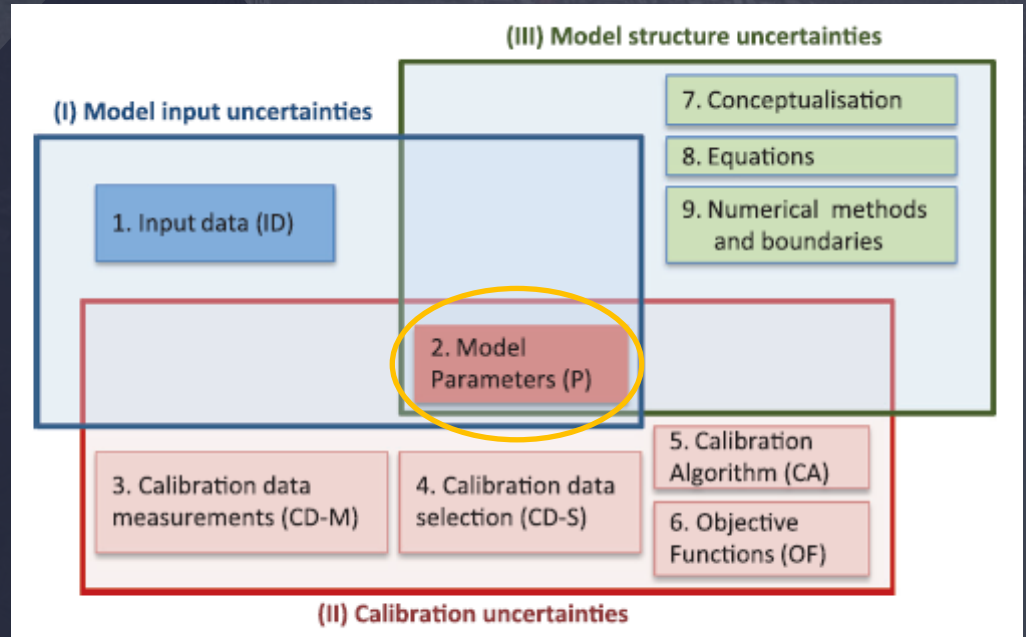 (III) Model structure uncertainties
(I) Model input uncertainties
7. Conceptualisation
8. Equations
9. Numerical methods
and boundaries
1. Input data (ID)
2. Model
Parameters (P)
3. Calibration data
measurements (CD-M)
4. Calibration data
selection (CD-S)
5. Calibration
Algorithm (CA)
6. Objective
Functions (OF)
(II) Calibration uncertainties